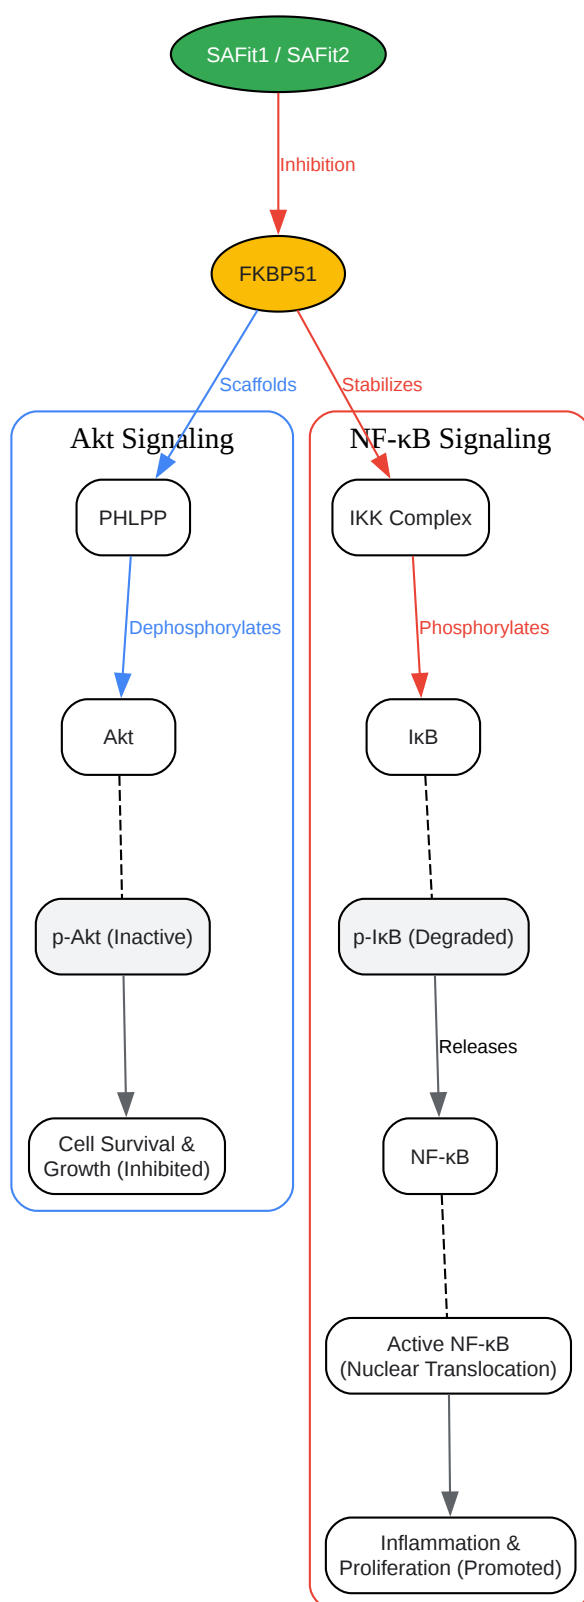 SAFit1 / SAFit2
Inhibition
FKBP51
Scaffolds
Stabilizes
Akt Signaling
NF-κB Signaling
PHLPP
IKK Complex
Dephosphorylates
Phosphorylates
Akt
IκB
p-Akt (Inactive)
p-IκB (Degraded)
Releases
Cell Survival &
Growth (Inhibited)
NF-κB
Active NF-κB
(Nuclear Translocation)
Inflammation &
Proliferation (Promoted)